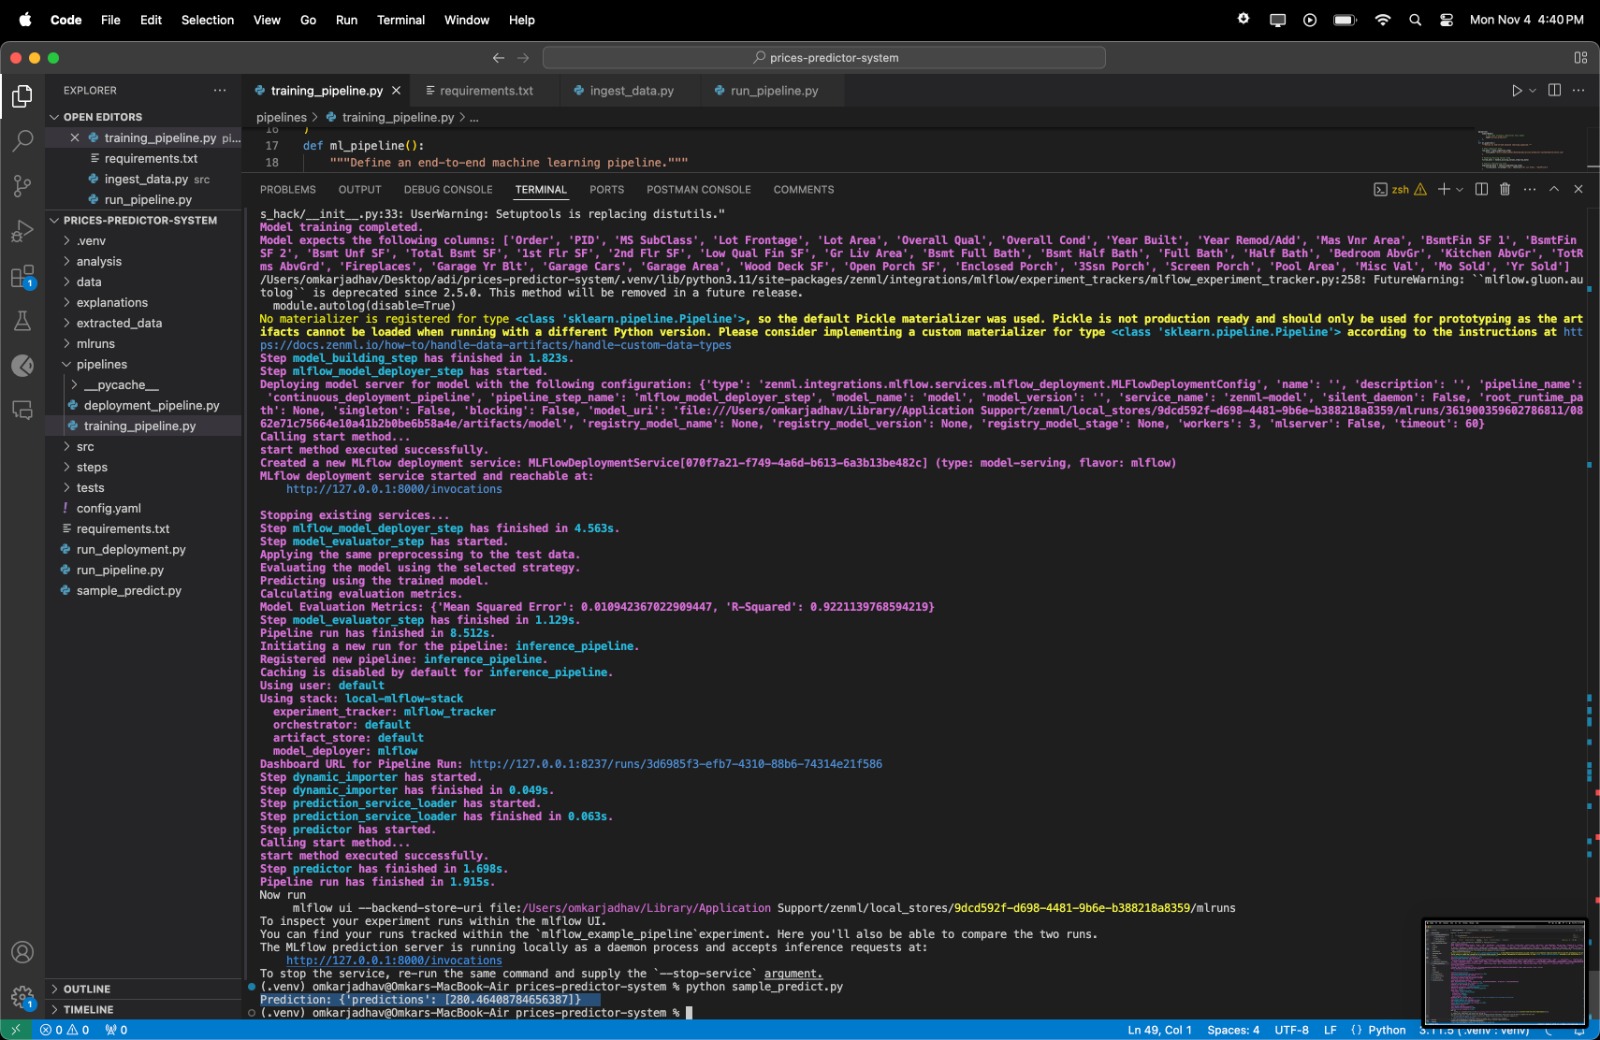 Code File Edit Selection View Go Run Terminal Window Help Mon Nov 4 4:40 PM
prices-predictor-system
EXPLORER
OPEN EDITORS
training_pipeline.py pi...
requirements.txt
ingest_data.py src
run_pipeline.py
PRICES-PREDICTOR-SYSTEM
.venv
analysis
data
explanations
extracted_data
mlruns
pipelines
__pycache__
deployment_pipeline.py
training_pipeline.py
src
steps
tests
config.yaml
requirements.txt
run_deployment.py
run_pipeline.py
sample_predict.py
OUTLINE
TIMELINE
training_pipeline.py requirements.txt ingest_data.py run_pipeline.py
pipelines > training_pipeline.py > ...
16 )
17 def ml_pipeline():
18 """Define an end-to-end machine learning pipeline."""
PROBLEMS OUTPUT DEBUG CONSOLE TERMINAL PORTS POSTMAN CONSOLE COMMENTS zsh
s_hack/__init__.py:33: UserWarning: Setuptools is replacing distutils."
Model training completed.
Model expects the following columns: ['Order', 'PID', 'MS SubClass', 'Lot Frontage', 'Lot Area', 'Overall Qual', 'Overall Cond', 'Year Built', 'Year Remod/Add', 'Mas Vnr Area', 'BsmtFin SF 1', 'BsmtFin
SF 2', 'Bsmt Unf SF', 'Total Bsmt SF', '1st Flr SF', '2nd Flr SF', 'Low Qual Fin SF', 'Gr Liv Area', 'Bsmt Full Bath', 'Bsmt Half Bath', 'Full Bath', 'Half Bath', 'Bedroom AbvGr', 'Kitchen AbvGr', 'TotR
ms AbvGrd', 'Fireplaces', 'Garage Yr Blt', 'Garage Cars', 'Garage Area', 'Wood Deck SF', 'Open Porch SF', 'Enclosed Porch', '3Ssn Porch', 'Screen Porch', 'Pool Area', 'Misc Val', 'Mo Sold', 'Yr Sold']
/Users/omkarjadhav/Desktop/adi/prices-predictor-system/.venv/lib/python3.11/site-packages/zenml/integrations/mlflow/experiment_trackers/mlflow_experiment_tracker.py:258: FutureWarning: ``mlflow.gluon.au
tolog`` is deprecated since 2.5.0. This method will be removed in a future release.
module.autolog(disable=True)
No materializer is registered for type <class 'sklearn.pipeline.Pipeline'>, so the default Pickle materializer was used. Pickle is not production ready and should only be used for prototyping as the art
ifacts cannot be loaded when running with a different Python version. Please consider implementing a custom materializer for type <class 'sklearn.pipeline.Pipeline'> according to the instructions at htt
ps://docs.zenml.io/how-to/handle-data-artifacts/handle-custom-data-types
Step model_building_step has finished in 1.823s.
Step mlflow_model_deployer_step has started.
Deploying model server for model with the following configuration: {'type': 'zenml.integrations.mlflow.services.mlflow_deployment.MLFlowDeploymentConfig', 'name': '', 'description': '', 'pipeline_name':
'continuous_deployment_pipeline', 'pipeline_step_name': 'mlflow_model_deployer_step', 'model_name': 'model', 'model_version': '', 'service_name': 'zenml-model', 'silent_daemon': False, 'root_runtime_pa
th': None, 'singleton': False, 'blocking': False, 'model_uri': 'file:///Users/omkarjadhav/Library/Application Support/zenml/local_stores/9dcd592f-d698-4481-9b6e-b388218a8359/mlruns/361900359602786811/08
62e71c75664e10a41b2b0be6b58a4e/artifacts/model', 'registry_model_name': None, 'registry_model_version': None, 'registry_model_stage': None, 'workers': 3, 'mlserver': False, 'timeout': 60}
Calling start method...
start method executed successfully.
Created a new MLflow deployment service: MLFlowDeploymentService[070f7a21-f749-4a6d-b613-6a3b13be482c] (type: model-serving, flavor: mlflow)
MLflow deployment service started and reachable at:
http://127.0.0.1:8000/invocations
Stopping existing services...
Step mlflow_model_deployer_step has finished in 4.563s.
Step model_evaluator_step has started.
Applying the same preprocessing to the test data.
Evaluating the model using the selected strategy.
Predicting using the trained model.
Calculating evaluation metrics.
Model Evaluation Metrics: {'Mean Squared Error': 0.010942367022909447, 'R-Squared': 0.9221139768594219}
Step model_evaluator_step has finished in 1.129s.
Pipeline run has finished in 8.512s.
Initiating a new run for the pipeline: inference_pipeline.
Registered new pipeline: inference_pipeline.
Caching is disabled by default for inference_pipeline.
Using user: default
Using stack: local-mlflow-stack
experiment_tracker: mlflow_tracker
orchestrator: default
artifact_store: default
model_deployer: mlflow
Dashboard URL for Pipeline Run: http://127.0.0.1:8237/runs/3d6985f3-efb7-4310-88b6-74314e21f586
Step dynamic_importer has started.
Step dynamic_importer has finished in 0.049s.
Step prediction_service_loader has started.
Step prediction_service_loader has finished in 0.063s.
Step predictor has started.
Calling start method...
start method executed successfully.
Step predictor has finished in 1.698s.
Pipeline run has finished in 1.915s.
Now run
mlflow ui --backend-store-uri file:/Users/omkarjadhav/Library/Application Support/zenml/local_stores/9dcd592f-d698-4481-9b6e-b388218a8359/mlruns
To inspect your experiment runs within the mlflow UI.
You can find your runs tracked within the `mlflow_example_pipeline`experiment. Here you'll also be able to compare the two runs.
The MLflow prediction server is running locally as a daemon process and accepts inference requests at:
http://127.0.0.1:8000/invocations
To stop the service, re-run the same command and supply the `--stop-service` argument.
(.venv) omkarjadhav@Omkars-MacBook-Air prices-predictor-system % python sample_predict.py
Prediction: {'predictions': [280.46408784656387]}
(.venv) omkarjadhav@Omkars-MacBook-Air prices-predictor-system %
0 0 0 Ln 49, Col 1 Spaces: 4 UTF-8 LF {} Python